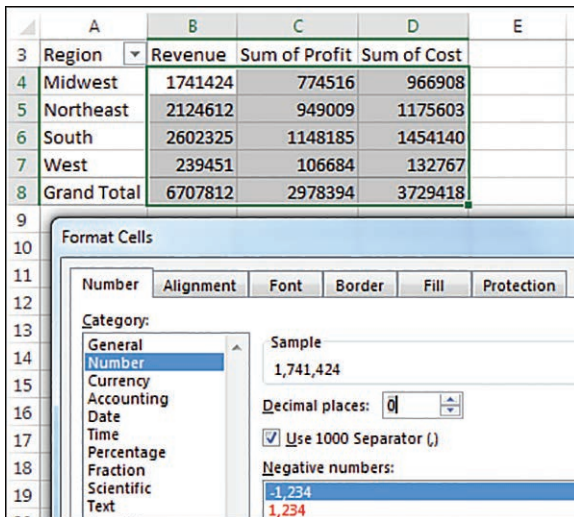 A B C D E
3 Region Revenue Sum of Profit Sum of Cost
4 Midwest 1741424 774516 966908
5 Northeast 2124612 949009 1175603
6 South 2602325 1148185 1454140
7 West 239451 106684 132767
8 Grand Total 6707812 2978394 3729418
9
10
11
12
13
14
15
16
17
18
19
Format Cells
Number Alignment Font Border Fill Protection
Category:
General
Number
Currency
Accounting
Date
Time
Percentage
Fraction
Scientific
Text
Sample
1,741,424
Decimal places: 0
Use 1000 Separator (,)
Negative numbers:
-1,234
1,234